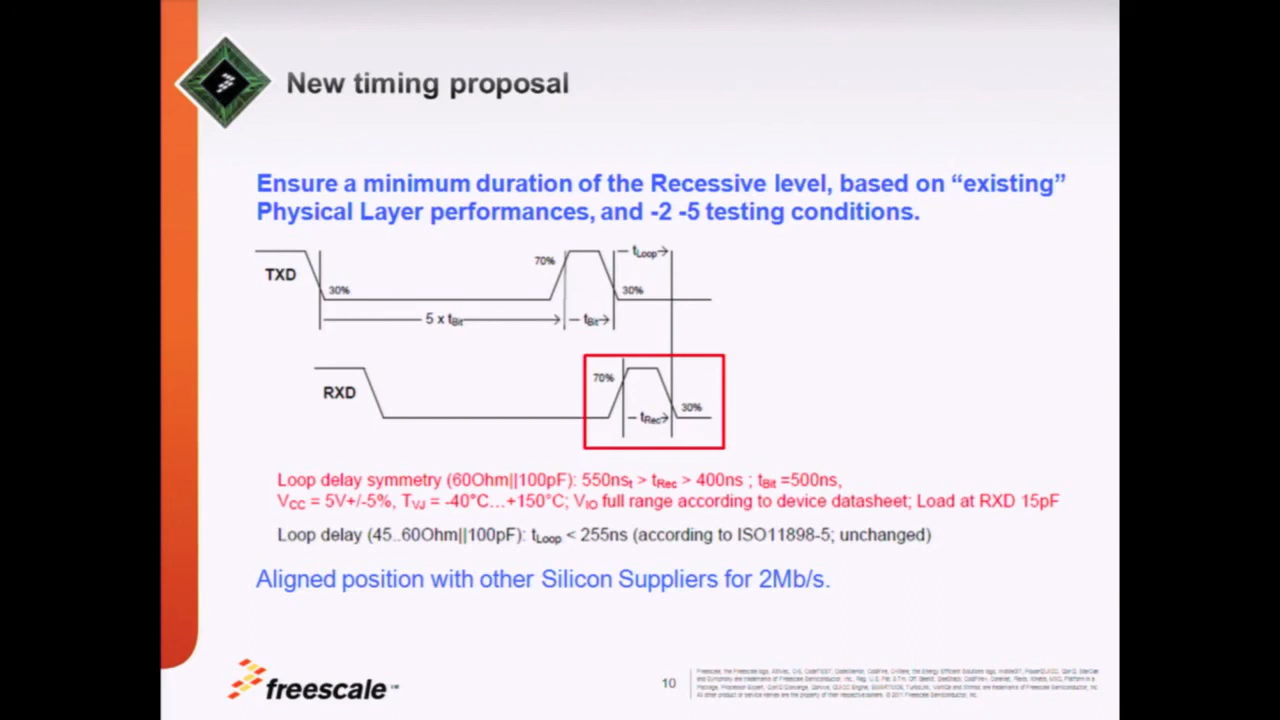 New timing proposal
Ensure a minimum duration of the Recessive level, based on “existing”
Physical Layer performances, and -2 -5 testing conditions.
TXD
30%
70%
30%
tLoop
5 x tBit
tBit
RXD
70%
30%
tRec
Loop delay symmetry (60Ohm||100pF): 550nst > tRec > 400ns ; tBit =500ns,
VCC = 5V+/-5%, TVJ = -40°C…+150°C; VIO full range according to device datasheet; Load at RXD 15pF
Loop delay (45..60Ohm||100pF): tLoop < 255ns (according to ISO11898-5; unchanged)
Aligned position with other Silicon Suppliers for 2Mb/s.
freescale™
10